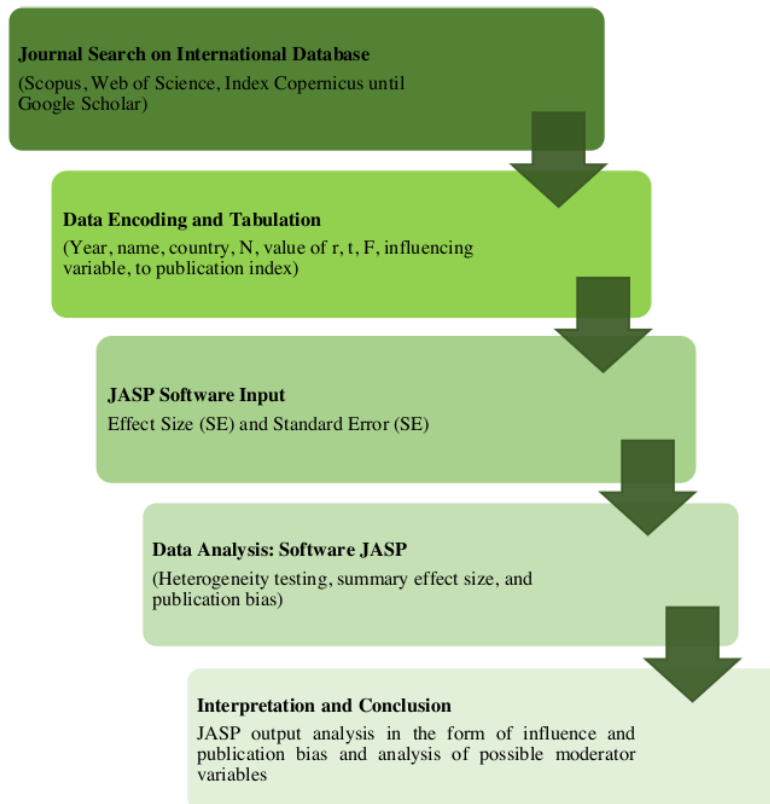 Journal Search on International Database
(Scopus, Web of Science, Index Copernicus until
Google Scholar)
Data Encoding and Tabulation
(Year, name, country, N, value of r, t, F, influencing
variable, to publication index)
JASP Software Input
Effect Size (SE) and Standard Error (SE)
Data Analysis: Software JASP
(Heterogeneity testing, summary effect size, and
publication bias)
Interpretation and Conclusion
JASP output analysis in the form of influence and
publication bias and analysis of possible moderator
variables